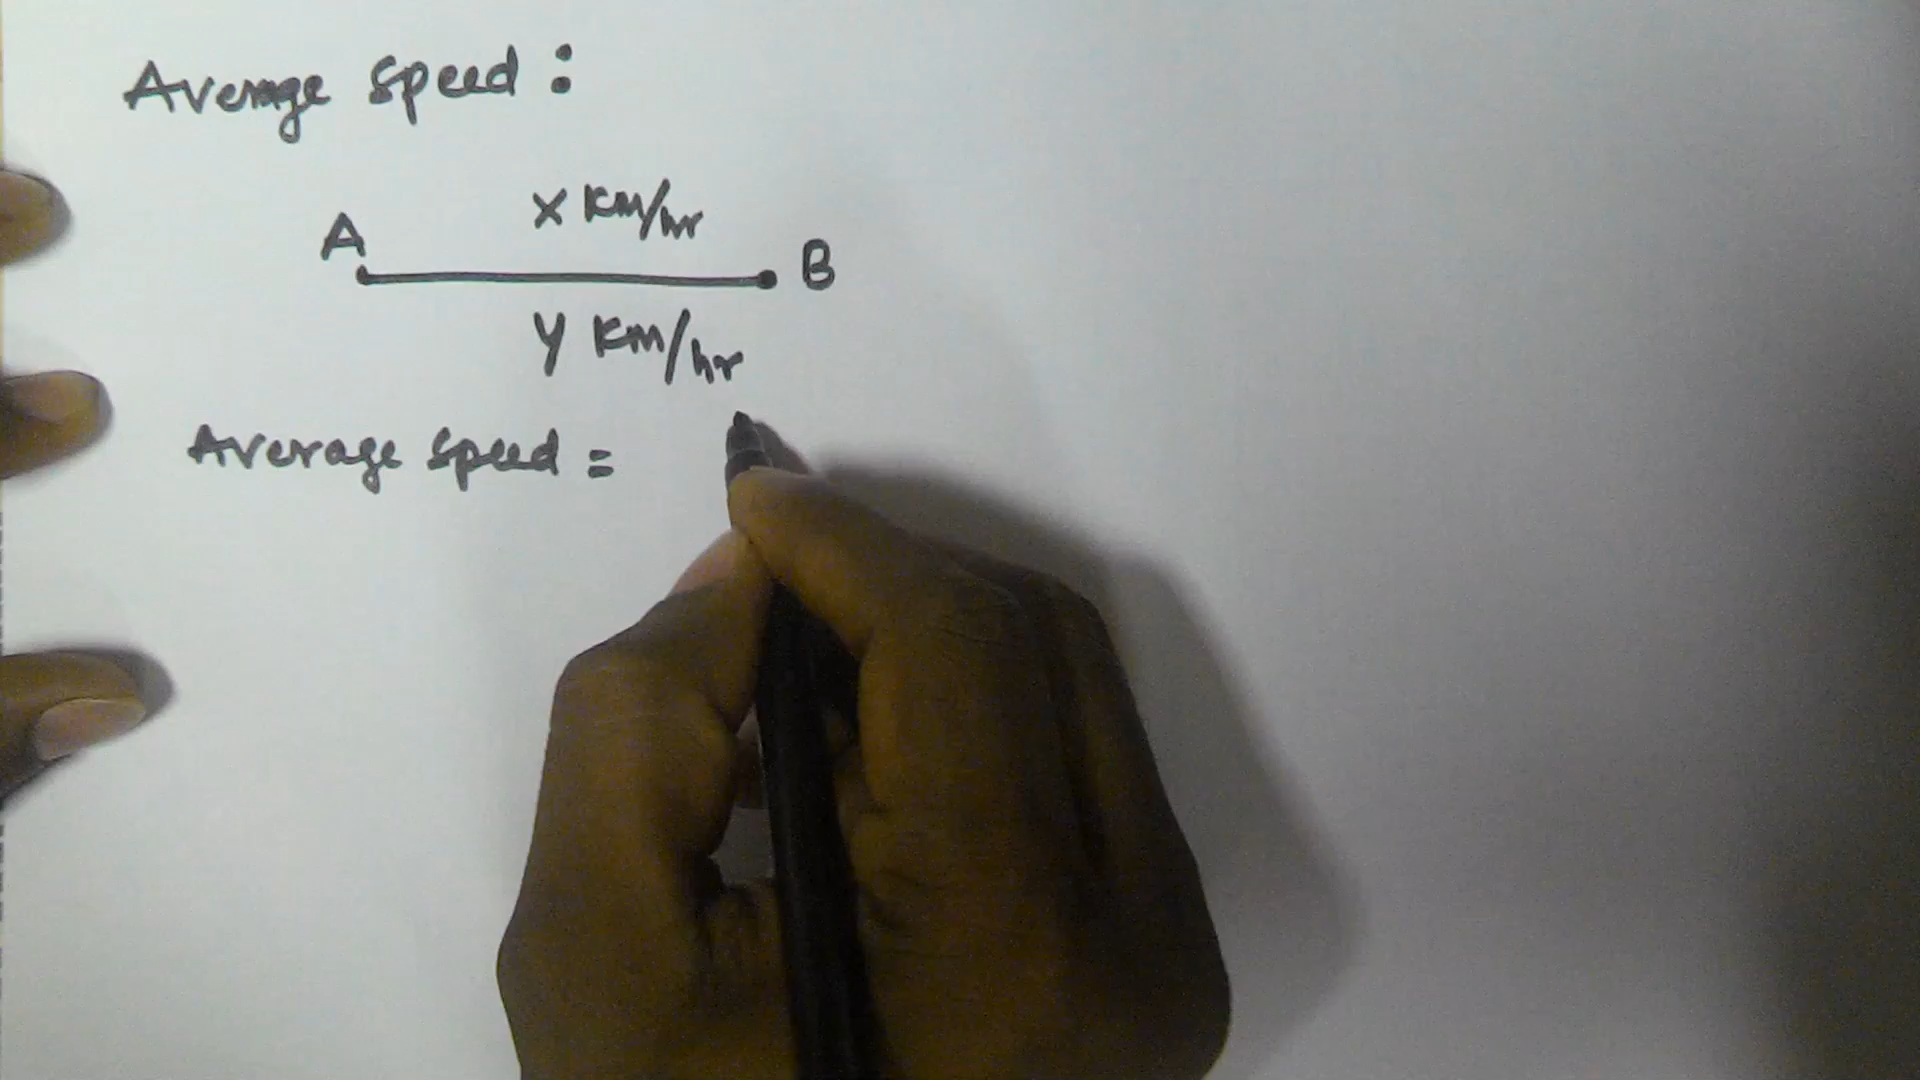 Average speed :
X Km/hr
A B
Y Km/hr
Average speed =